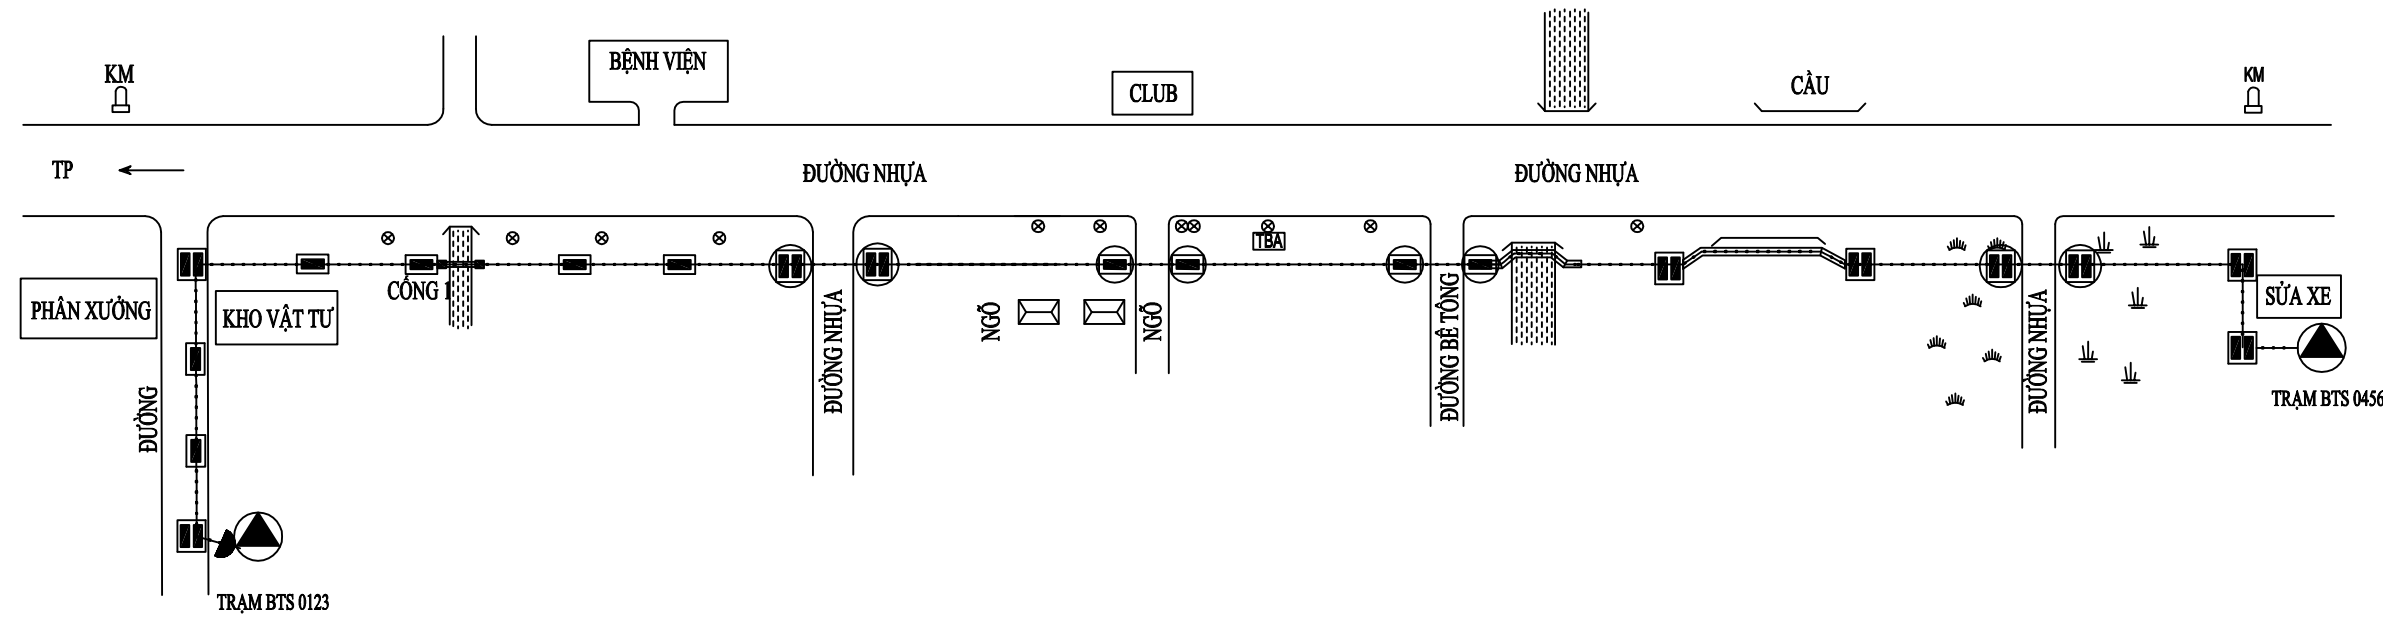 KM
BỆNH VIỆN
CLUB
CẦU
KM
TP
ĐƯỜNG NHỰA
ĐƯỜNG NHỰA
TBA
PHÂN XƯỞNG
KHO VẬT TƯ
CỐNG 1
NGÕ
NGÕ
SỬA XE
ĐƯỜNG
ĐƯỜNG NHỰA
ĐƯỜNG BÊ TÔNG
ĐƯỜNG NHỰA
TRẠM BTS 0456
TRẠM BTS 0123